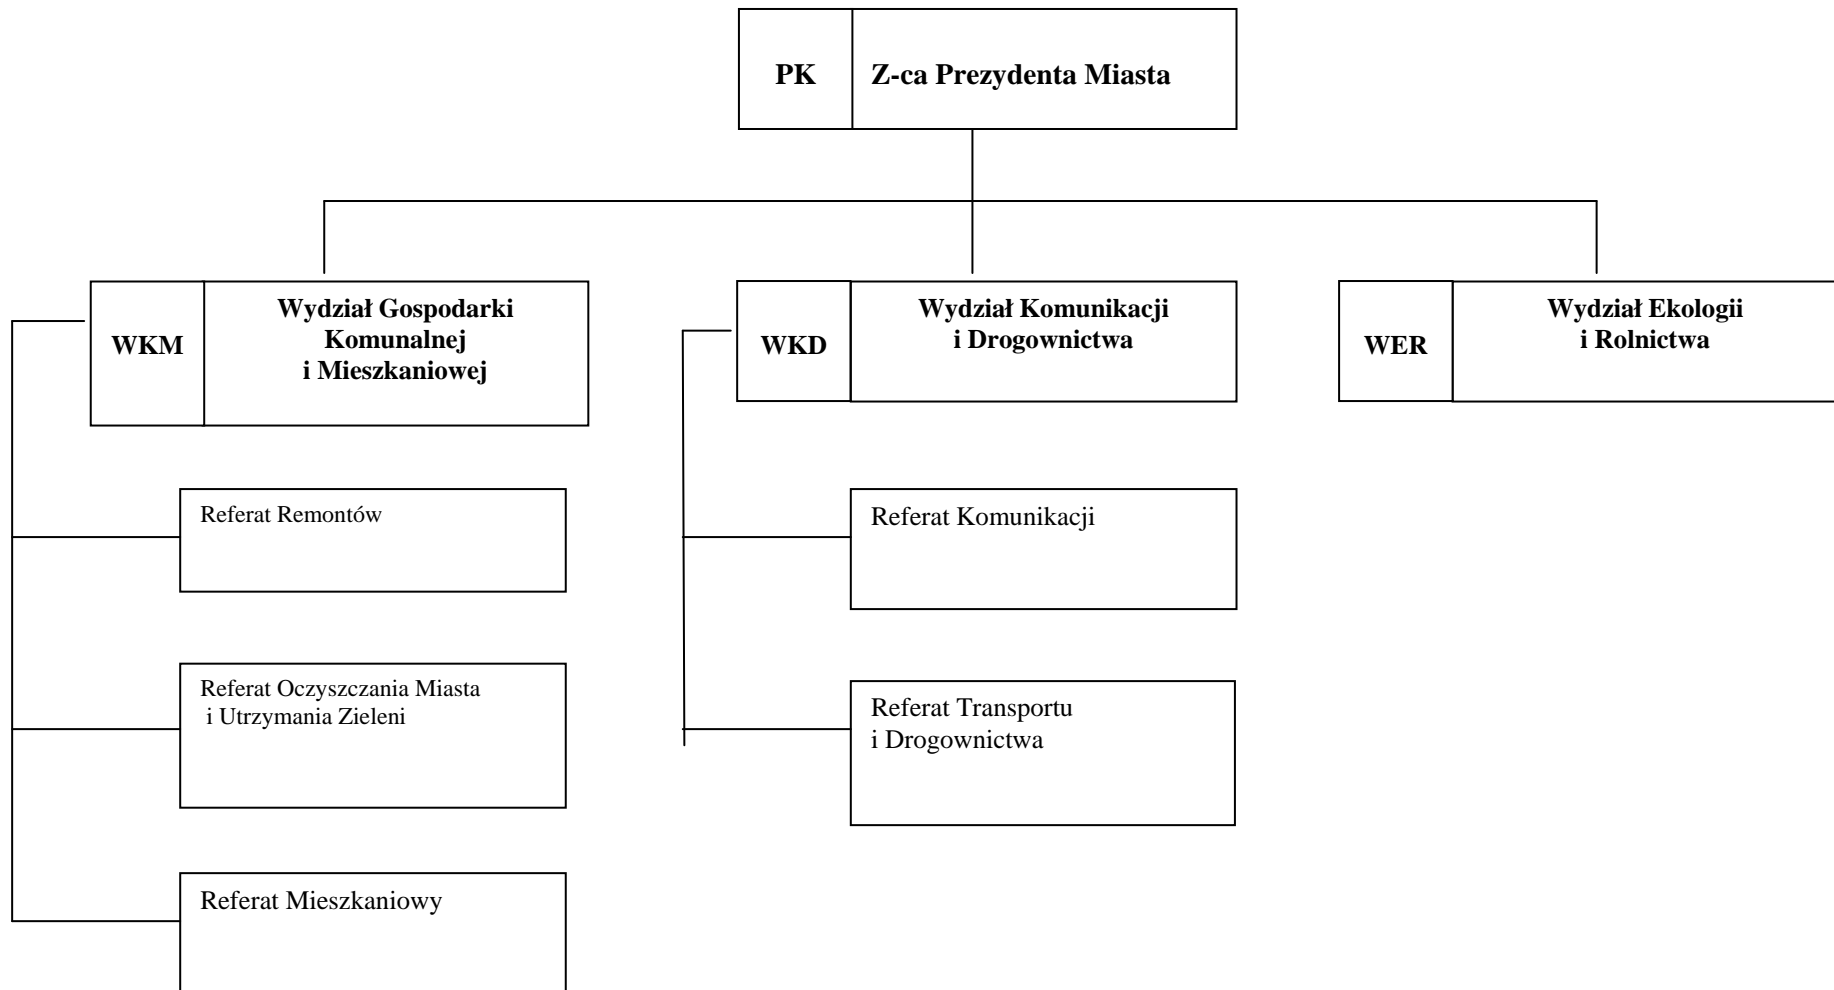 PK
Z-ca Prezydenta Miasta
WKM
Wydział Gospodarki
Komunalnej
i Mieszkaniowej
WKD
Wydział Komunikacji
i Drogownictwa
WER
Wydział Ekologii
i Rolnictwa
Referat Remontów
Referat Komunikacji
Referat Oczyszczania Miasta
i Utrzymania Zieleni
Referat Transportu
i Drogownictwa
Referat Mieszkaniowy